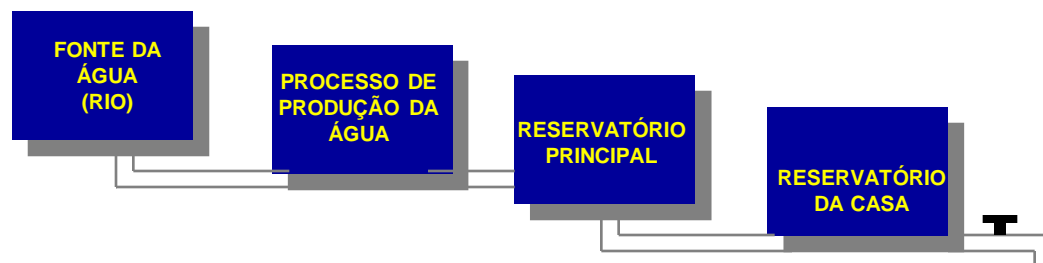 FONTE DA
ÁGUA
(RIO)
PROCESSO DE
PRODUÇÃO DA
ÁGUA
RESERVATÓRIO
PRINCIPAL
RESERVATÓRIO
DA CASA